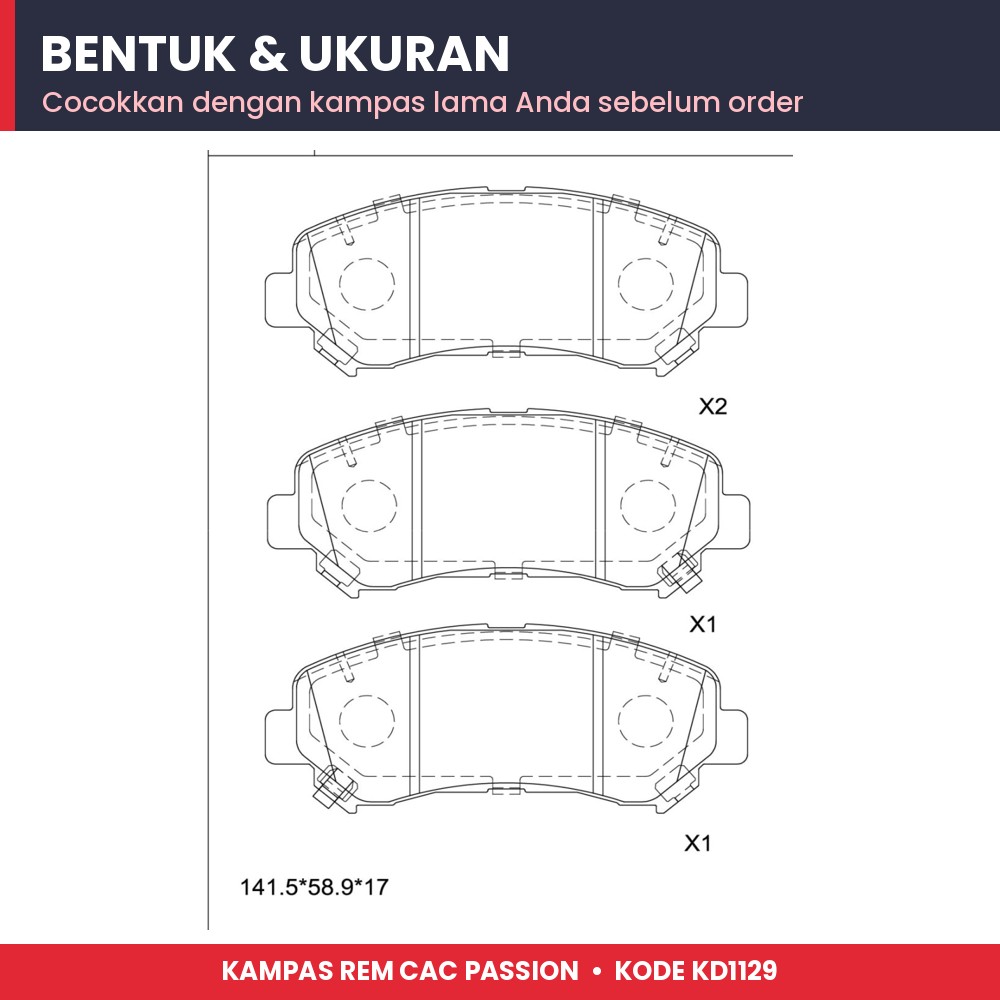 BENTUK & UKURAN
Cocokkan dengan kampas lama Anda sebelum order
X2
X1
X1
141.5*58.9*17
KAMPAS REM CAC PASSION • KODE KD1129